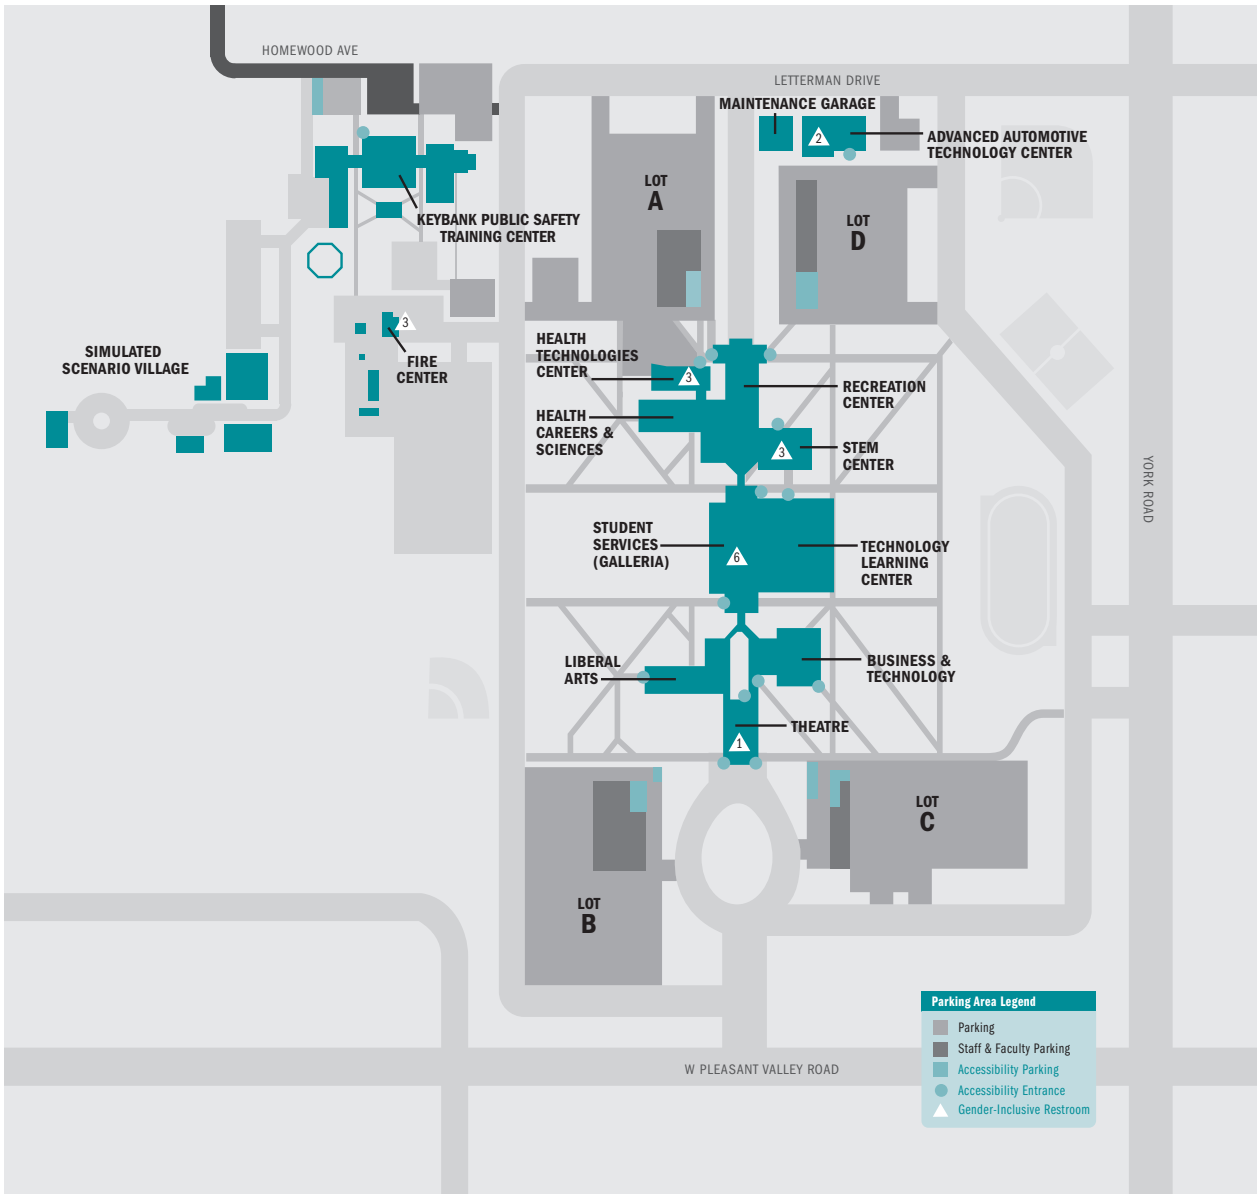 HOMEWOOD AVE
LETTERMAN DRIVE
MAINTENANCE GARAGE
2
ADVANCED AUTOMOTIVE
TECHNOLOGY CENTER
LOT
A
LOT
D
KEYBANK PUBLIC SAFETY
TRAINING CENTER
3
SIMULATED
SCENARIO VILLAGE
FIRE
CENTER
HEALTH
TECHNOLOGIES
CENTER
3
RECREATION
CENTER
HEALTH
CAREERS &
SCIENCES
3
STEM
CENTER
YORK ROAD
STUDENT
SERVICES
(GALLERIA)
6
TECHNOLOGY
LEARNING
CENTER
LIBERAL
ARTS
BUSINESS &
TECHNOLOGY
THEATRE
1
LOT
C
LOT
B
Parking Area Legend
Parking
Staff & Faculty Parking
Accessibility Parking
Accessibility Entrance
Gender-Inclusive Restroom
W PLEASANT VALLEY ROAD